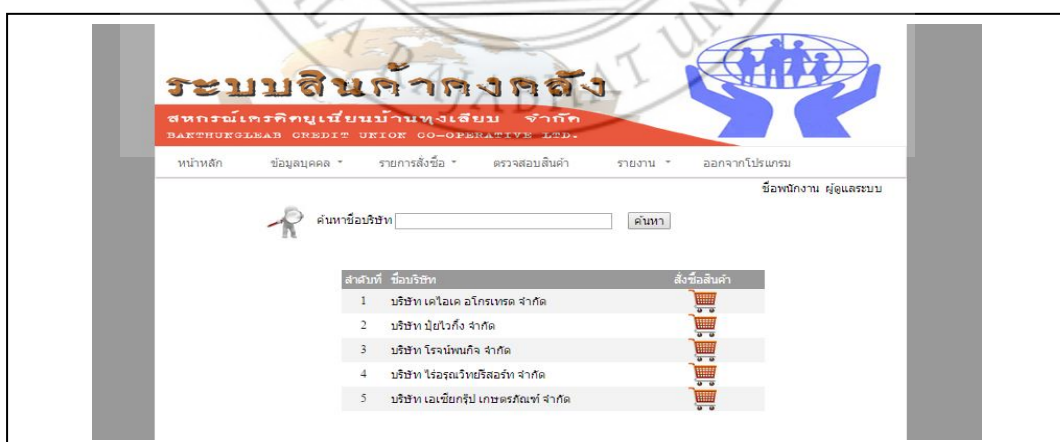 ระบบสินค้าคงคลัง
สหกรณ์เครดิตยูเนี่ยนบ้านทุ่งเสียบ จำกัด
BANTHUNGLEAB CREDIT UNION CO-OPERATIVE LTD.
หน้าหลัก ข้อมูลบุคคล รายการสั่งซื้อ ตรวจสอบสินค้า รายงาน ออกจากโปรแกรม
ชื่อพนักงาน ผู้ดูแลระบบ
ค้นหาชื่อบริษัท ค้นหา
ลำดับที่ ชื่อบริษัท สั่งซื้อสินค้า
1 บริษัท เคไอเค อโกรเทรด จำกัด
2 บริษัท ปุ๋ยไวกิ้ง จำกัด
3 บริษัท โรจน์พนกิจ จำกัด
4 บริษัท ไร่อรุณวิทยรีสอร์ท จำกัด
5 บริษัท เอเซียกรุ๊ป เกษตรภัณฑ์ จำกัด